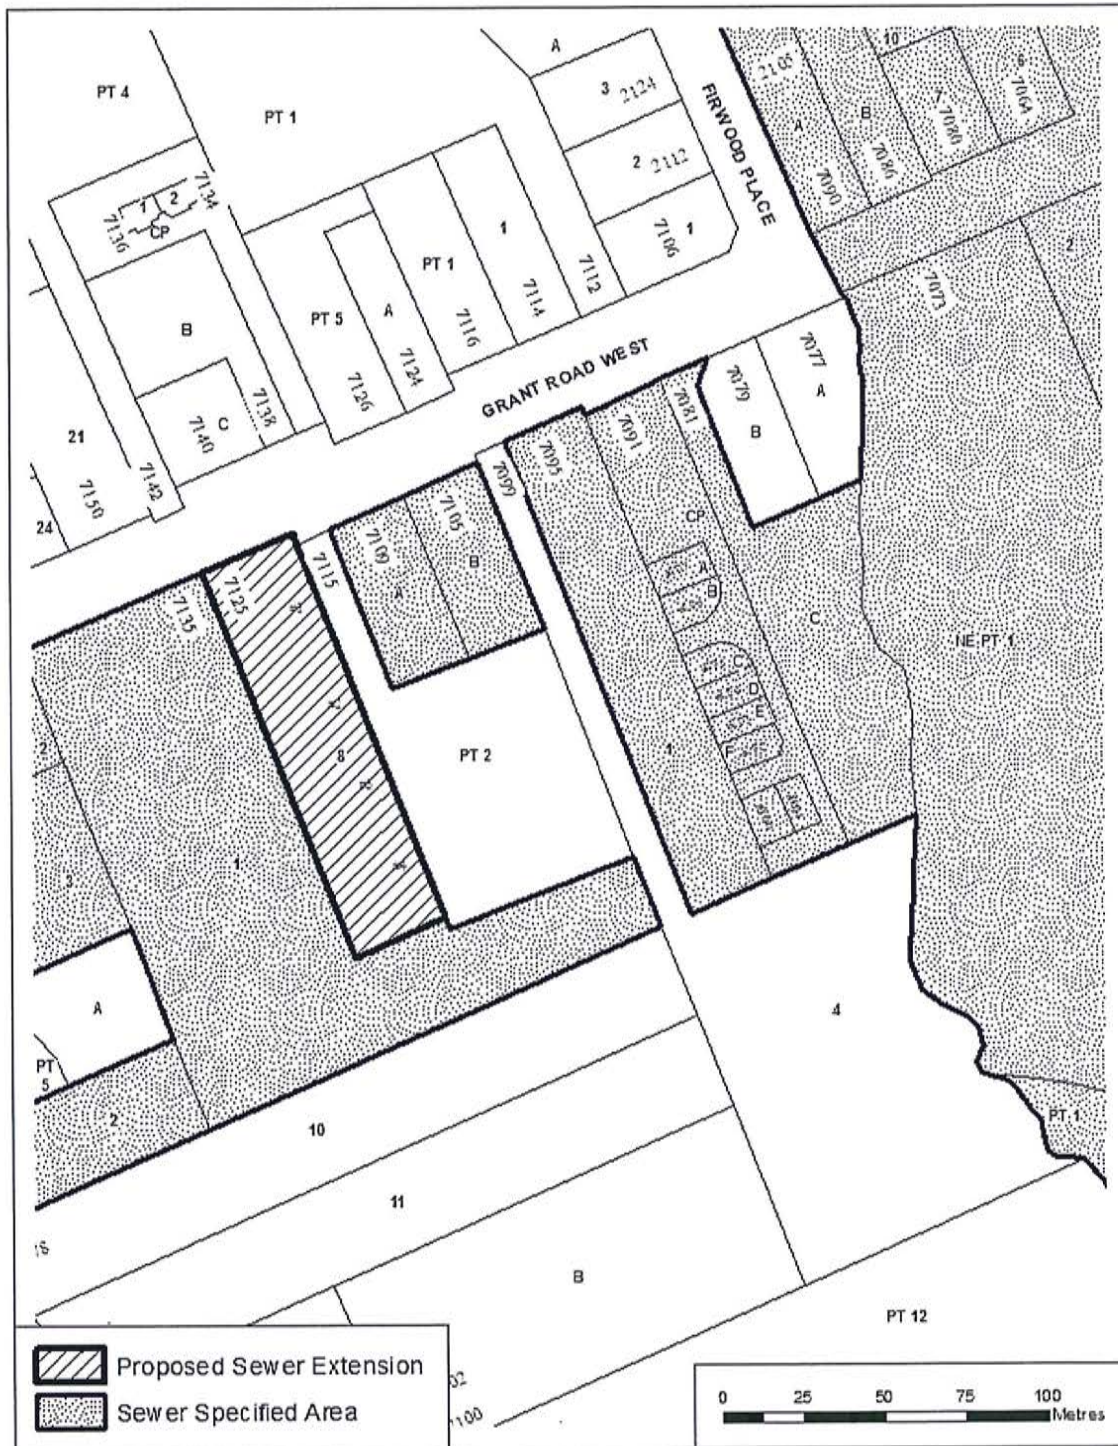 PT 4
PT 1
A
3
2124
2
2112
1
7106
FIRWOOD PLACE
2105
A
7090
B
7086
10
7080
6
7064
7134
2
1
7136
CP
B
C
7138
7140
7142
21
7150
24
PT 5
A
7126
7124
PT 1
7116
1
7114
7112
GRANT ROAD WEST
7077
A
7079
B
7073
2
7081
7091
7095
7099
7105
B
7109
A
7115
7125
7135
CP
A
B
C
D
E
F
C
NE PT 1
1
8
PT 2
2
3
1
A
PT
5
2
4
PT 1
10
11
B
PT 12
Proposed Sewer Extension
Sewer Specified Area
0 25 50 75 100
Metres